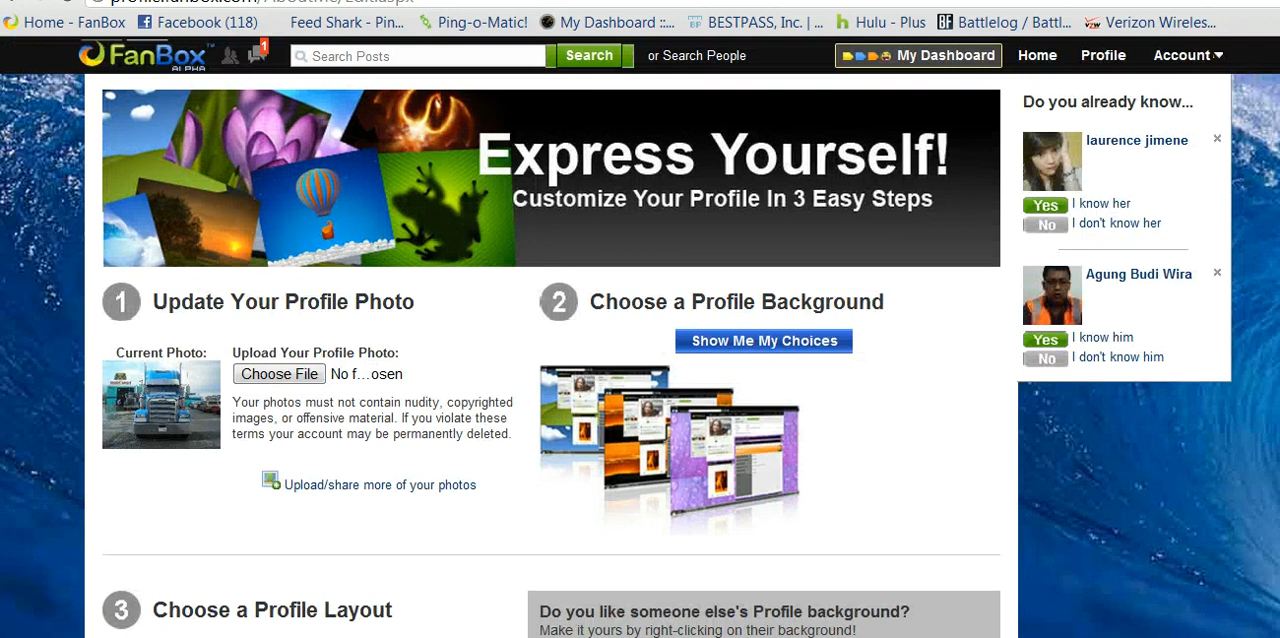 Home - FanBox Facebook (118) Feed Shark - Pin... Ping-o-Matic! My Dashboard ::... BESTPASS, Inc. | ... Hulu - Plus Battlelog / Battl... Verizon Wireless...
FanBox ALPHA 1 Search Posts Search or Search People My Dashboard Home Profile Account
Express Yourself!
Customize Your Profile In 3 Easy Steps
1 Update Your Profile Photo
Current Photo:
Upload Your Profile Photo:
Choose File No f...osen
Your photos must not contain nudity, copyrighted
images, or offensive material. If you violate these
terms your account may be permanently deleted.
Upload/share more of your photos
2 Choose a Profile Background
Show Me My Choices
3 Choose a Profile Layout
Do you like someone else's Profile background?
Make it yours by right-clicking on their background!
Do you already know...
laurence jimene ×
Yes I know her
No I don't know her
Agung Budi Wira ×
Yes I know him
No I don't know him